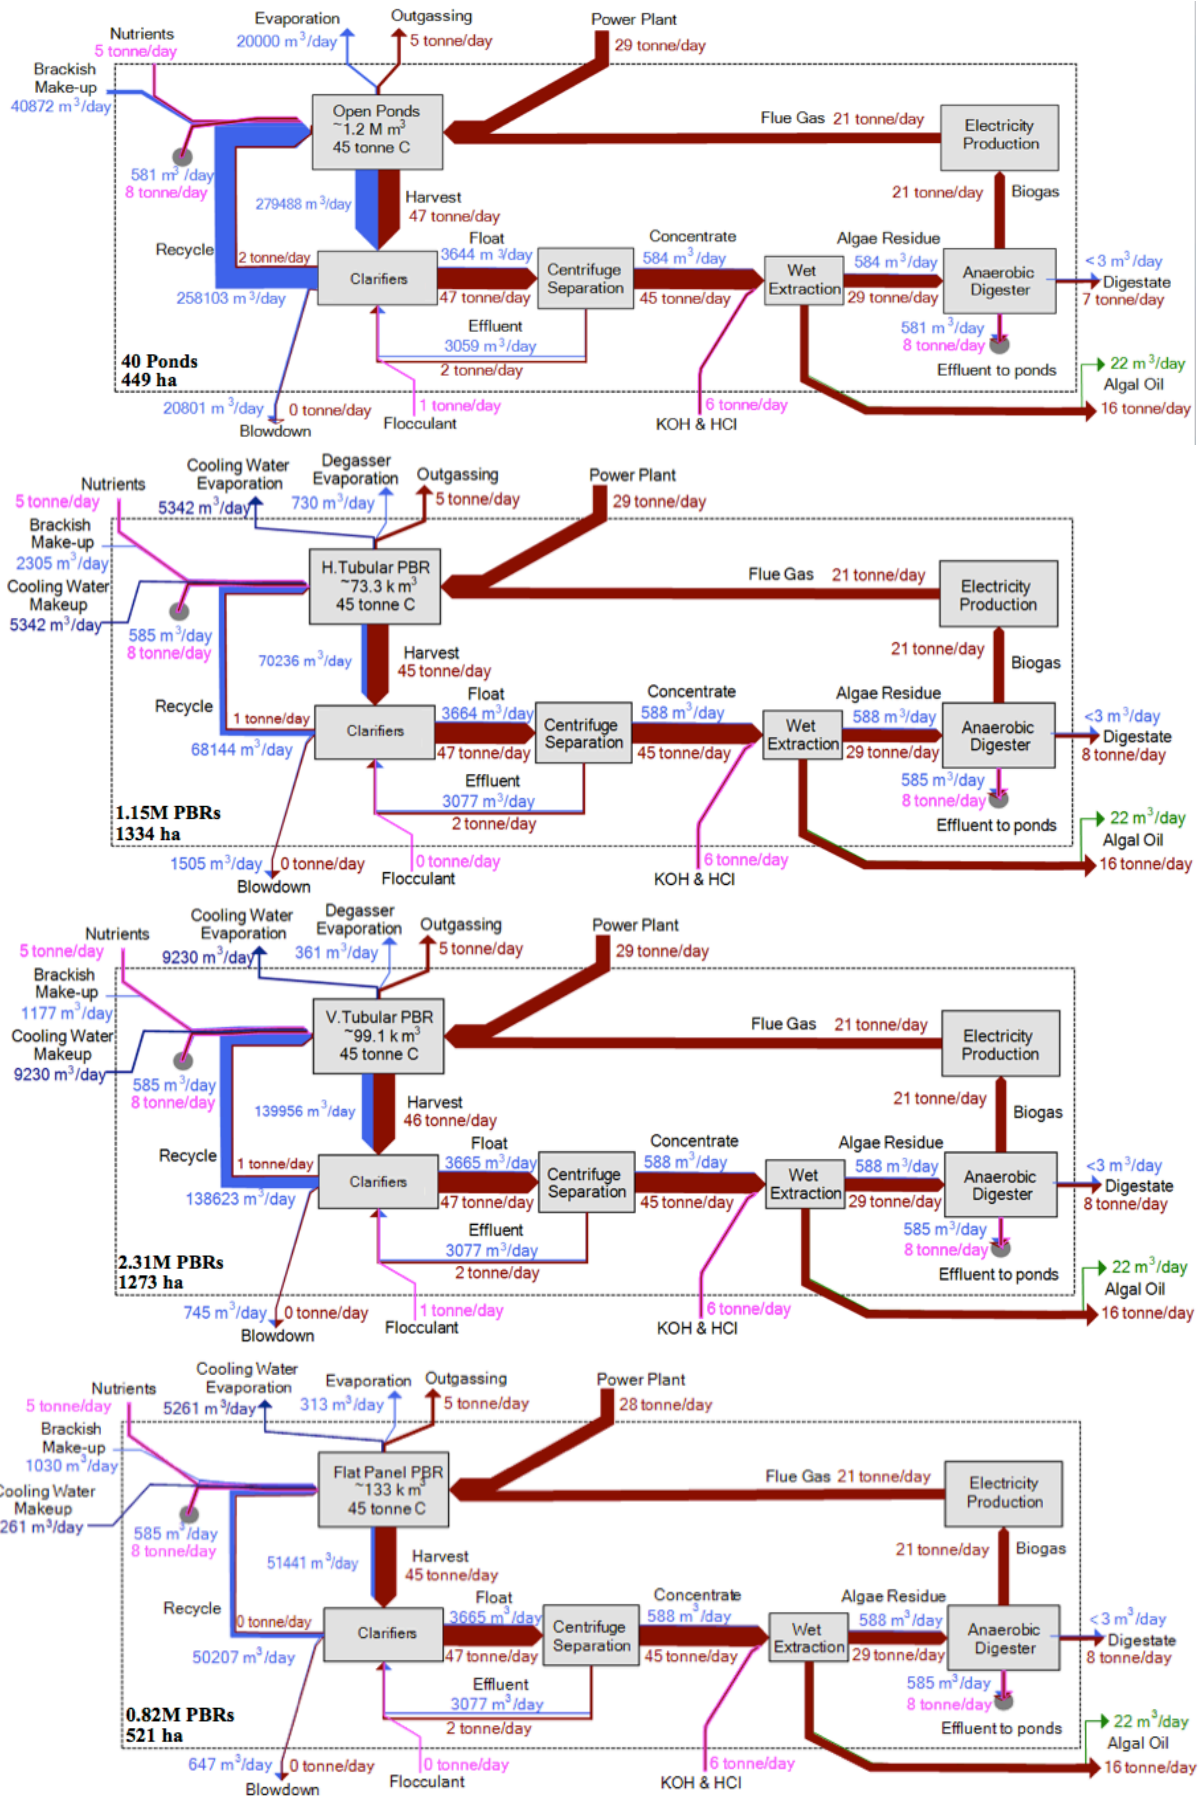 Evaporation
20000 m³/day
Outgassing
5 tonne/day
Power Plant
29 tonne/day
Nutrients
5 tonne/day
Brackish
Make-up
40872 m³/day
Open Ponds
~1.2 M m³
45 tonne C
Flue Gas 21 tonne/day
Electricity
Production
581 m³/day
8 tonne/day
279488 m³/day
Harvest
47 tonne/day
21 tonne/day
Biogas
Recycle
2 tonne/day
258103 m³/day
Clarifiers
Float
3644 m³/day
47 tonne/day
Centrifuge
Separation
Concentrate
584 m³/day
45 tonne/day
Wet
Extraction
Algae Residue
584 m³/day
29 tonne/day
Anaerobic
Digester
<3 m³/day
Digestate
7 tonne/day
Effluent
3059 m³/day
2 tonne/day
581 m³/day
8 tonne/day
Effluent to ponds
40 Ponds
449 ha
22 m³/day
Algal Oil
16 tonne/day
20801 m³/day
0 tonne/day
Blowdown
1 tonne/day
Flocculant
6 tonne/day
KOH & HCl
Cooling Water
Evaporation
5342 m³/day
Degasser
Evaporation
730 m³/day
Outgassing
5 tonne/day
Power Plant
29 tonne/day
Nutrients
5 tonne/day
Brackish
Make-up
2305 m³/day
Cooling Water
Makeup
5342 m³/day
H.Tubular PBR
~73.3 k m³
45 tonne C
Flue Gas 21 tonne/day
Electricity
Production
585 m³/day
8 tonne/day
70236 m³/day
Harvest
45 tonne/day
21 tonne/day
Biogas
Recycle
1 tonne/day
68144 m³/day
Clarifiers
Float
3664 m³/day
47 tonne/day
Centrifuge
Separation
Concentrate
588 m³/day
45 tonne/day
Wet
Extraction
Algae Residue
588 m³/day
29 tonne/day
Anaerobic
Digester
<3 m³/day
Digestate
8 tonne/day
Effluent
3077 m³/day
2 tonne/day
585 m³/day
8 tonne/day
Effluent to ponds
1.15M PBRs
1334 ha
22 m³/day
Algal Oil
16 tonne/day
1505 m³/day
0 tonne/day
Blowdown
0 tonne/day
Flocculant
6 tonne/day
KOH & HCl
Cooling Water
Evaporation
9230 m³/day
Degasser
Evaporation
361 m³/day
Outgassing
5 tonne/day
Power Plant
29 tonne/day
Nutrients
5 tonne/day
Brackish
Make-up
1177 m³/day
Cooling Water
Makeup
9230 m³/day
V.Tubular PBR
~99.1 k m³
45 tonne C
Flue Gas 21 tonne/day
Electricity
Production
585 m³/day
8 tonne/day
139956 m³/day
Harvest
46 tonne/day
21 tonne/day
Biogas
Recycle
1 tonne/day
138623 m³/day
Clarifiers
Float
3665 m³/day
47 tonne/day
Centrifuge
Separation
Concentrate
588 m³/day
45 tonne/day
Wet
Extraction
Algae Residue
588 m³/day
29 tonne/day
Anaerobic
Digester
<3 m³/day
Digestate
8 tonne/day
Effluent
3077 m³/day
2 tonne/day
585 m³/day
8 tonne/day
Effluent to ponds
2.31M PBRs
1273 ha
22 m³/day
Algal Oil
16 tonne/day
745 m³/day
0 tonne/day
Blowdown
1 tonne/day
Flocculant
6 tonne/day
KOH & HCl
Cooling Water
Evaporation
5261 m³/day
Evaporation
313 m³/day
Outgassing
5 tonne/day
Power Plant
28 tonne/day
Nutrients
5 tonne/day
Brackish
Make-up
1030 m³/day
Cooling Water
Makeup
261 m³/day
Flat Panel PBR
~133 k m³
45 tonne C
Flue Gas 21 tonne/day
Electricity
Production
585 m³/day
8 tonne/day
51441 m³/day
Harvest
45 tonne/day
21 tonne/day
Biogas
Recycle
0 tonne/day
50207 m³/day
Clarifiers
Float
3665 m³/day
47 tonne/day
Centrifuge
Separation
Concentrate
588 m³/day
45 tonne/day
Wet
Extraction
Algae Residue
588 m³/day
29 tonne/day
Anaerobic
Digester
<3 m³/day
Digestate
8 tonne/day
Effluent
3077 m³/day
2 tonne/day
585 m³/day
8 tonne/day
Effluent to ponds
0.82M PBRs
521 ha
22 m³/day
Algal Oil
16 tonne/day
647 m³/day
0 tonne/day
Blowdown
0 tonne/day
Flocculant
6 tonne/day
KOH & HCl